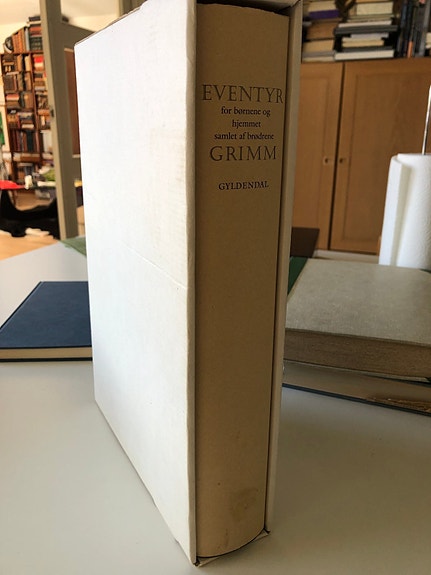 EVENTYR
for børnene og
hjemmet
samlet af brødrene
GRIMM
GYLDENDAL